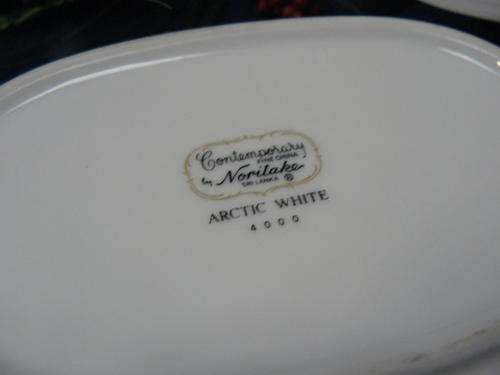 Contemporary
FINE CHINA
by Noritake
SRI LANKA ®
ARCTIC WHITE
4000